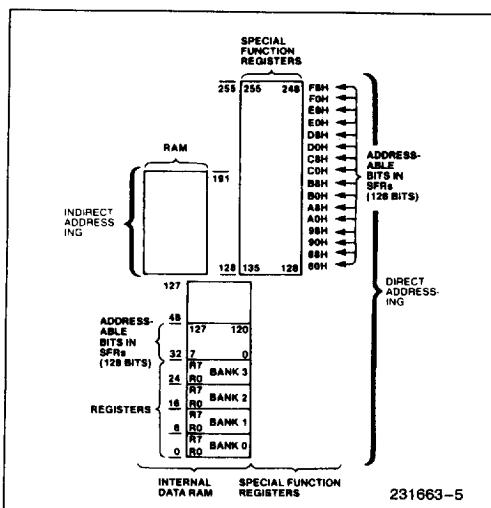 SPECIAL
FUNCTION
REGISTERS
255 255 248 F8H
F0H
E8H
E0H
D8H
D0H
C8H
C0H
B8H
B0H
A8H
A0H
98H
90H
88H
80H
ADDRESS-
ABLE
BITS IN
SFRs
(128 BITS)
RAM
191
INDIRECT
ADDRESS
ING
128 135 128
DIRECT
ADDRESS-
ING
127
48
ADDRESS-
ABLE
BITS IN
SFRs
(128 BITS)
127 120
32 7 0
R7
BANK 3
24 R0
R7
BANK 2
16 R0
R7
BANK 1
8 R0
R7
BANK 0
0 R0
REGISTERS
INTERNAL
DATA RAM
SPECIAL FUNCTION
REGISTERS
231663–5